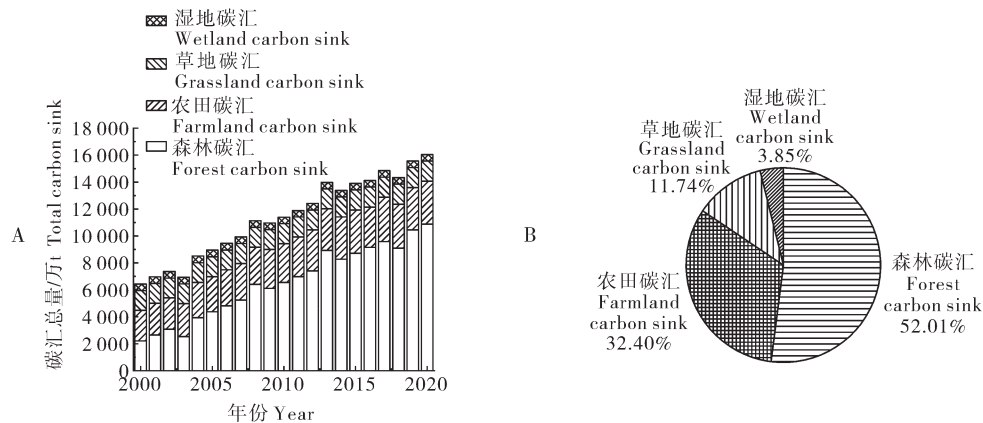 湿地碳汇
Wetland carbon sink
草地碳汇
Grassland carbon sink
农田碳汇
Farmland carbon sink
森林碳汇
Forest carbon sink
A
碳汇总量/万t Total carbon sink
18 000
16 000
14 000
12 000
10 000
8 000
6 000
4 000
2 000
0
2000 2005 2010 2015 2020
年份 Year
B
湿地碳汇
Wetland
carbon sink
3.85%
草地碳汇
Grassland
carbon sink
11.74%
农田碳汇
Farmland
carbon sink
32.40%
森林碳汇
Forest
carbon sink
52.01%